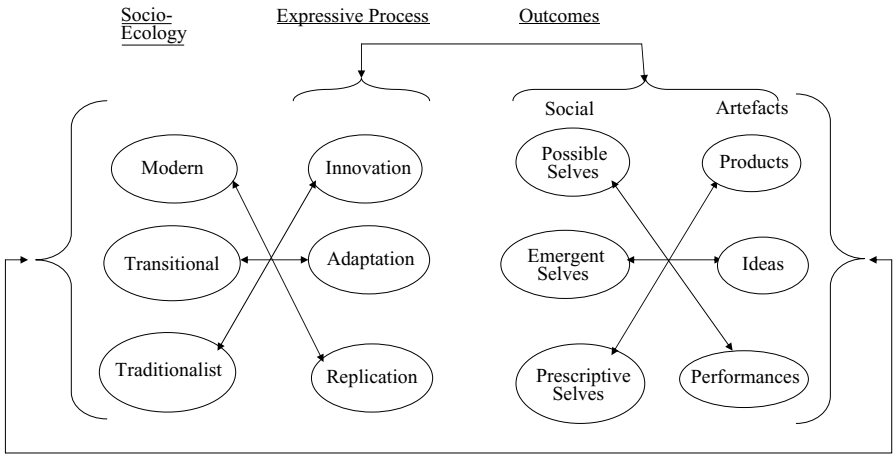 Socio-
Ecology
Expressive Process
Outcomes
Social
Artefacts
Modern
Innovation
Possible
Selves
Products
Transitional
Adaptation
Emergent
Selves
Ideas
Traditionalist
Replication
Prescriptive
Selves
Performances